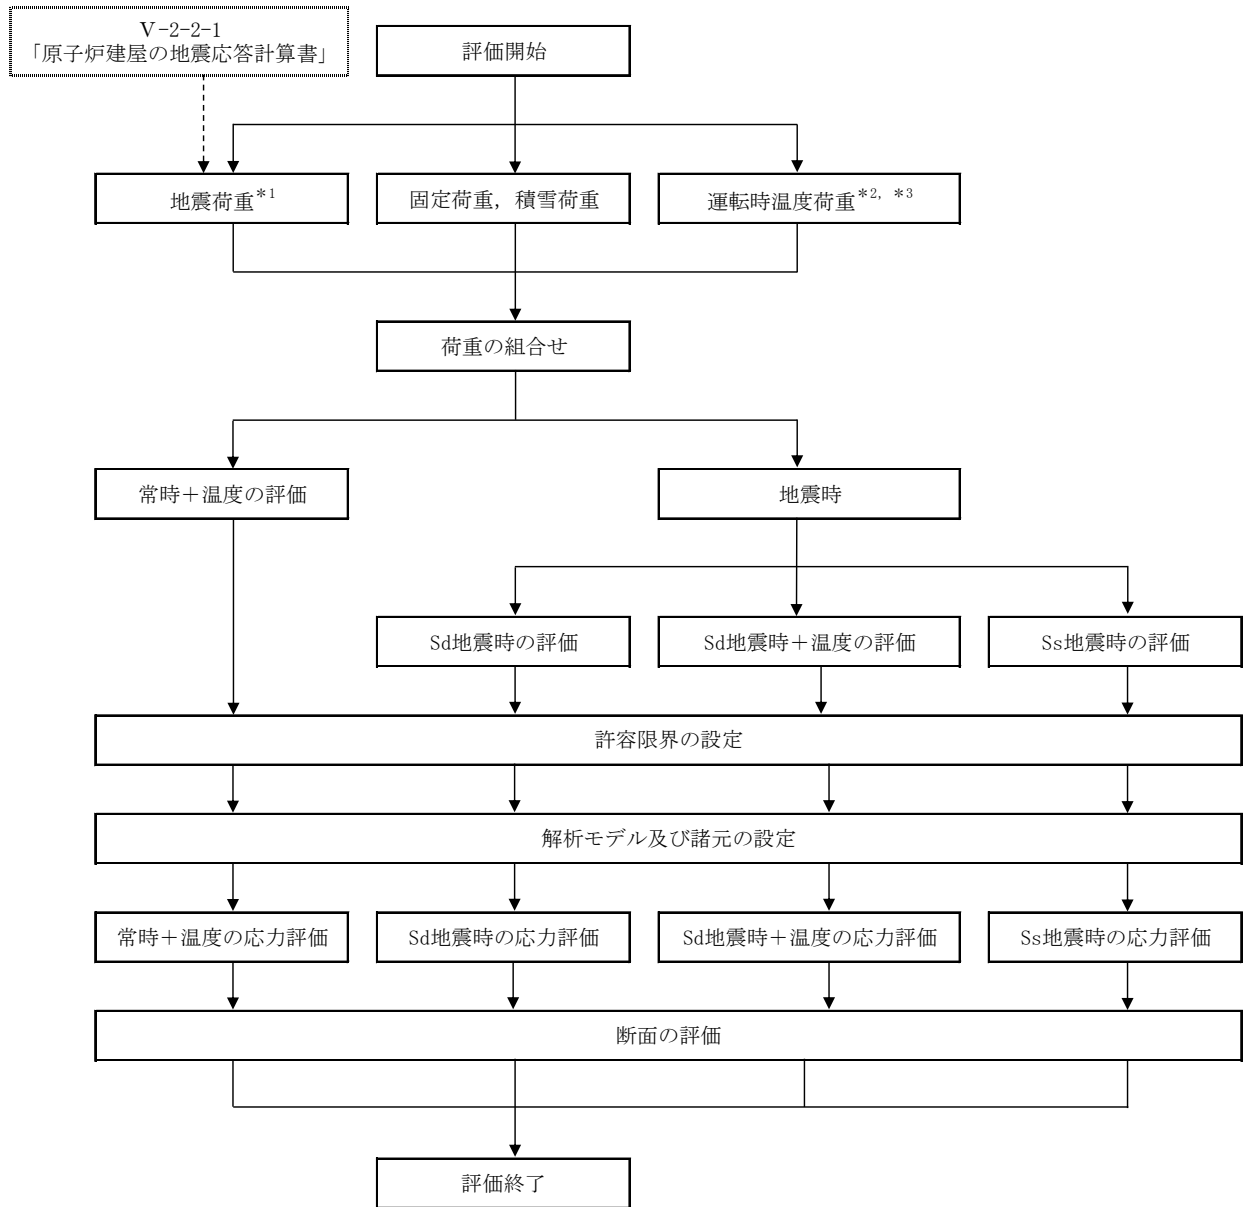 Ⅴ-2-2-1
「原子炉建屋の地震応答計算書」
評価開始
地震荷重*1
固定荷重，積雪荷重
運転時温度荷重*2, *3
荷重の組合せ
常時＋温度の評価
地震時
Sd地震時の評価
Sd地震時＋温度の評価
Ss地震時の評価
許容限界の設定
解析モデル及び諸元の設定
常時＋温度の応力評価
Sd地震時の応力評価
Sd地震時＋温度の応力評価
Ss地震時の応力評価
断面の評価
評価終了